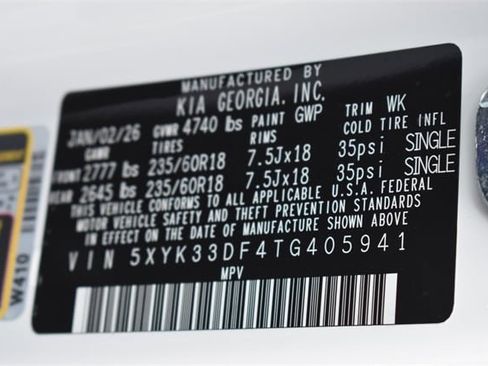 MANUFACTURED BY
KIA GEORGIA, INC.
JAN/02/26 GVWR 4740 lbs PAINT GWP TRIM WK
GAWR TIRES RIMS COLD TIRE INFL
FRONT 2777 lbs 235/60R18 7.5Jx18 35psi SINGLE
REAR 2645 lbs 235/60R18 7.5Jx18 35psi SINGLE
THIS VEHICLE CONFORMS TO ALL APPLICABLE U.S.A. FEDERAL
MOTOR VEHICLE SAFETY AND THEFT PREVENTION STANDARDS
IN EFFECT ON THE DATE OF MANUFACTURE SHOWN ABOVE
VIN 5XYK33DF4TG405941
MPV
W410